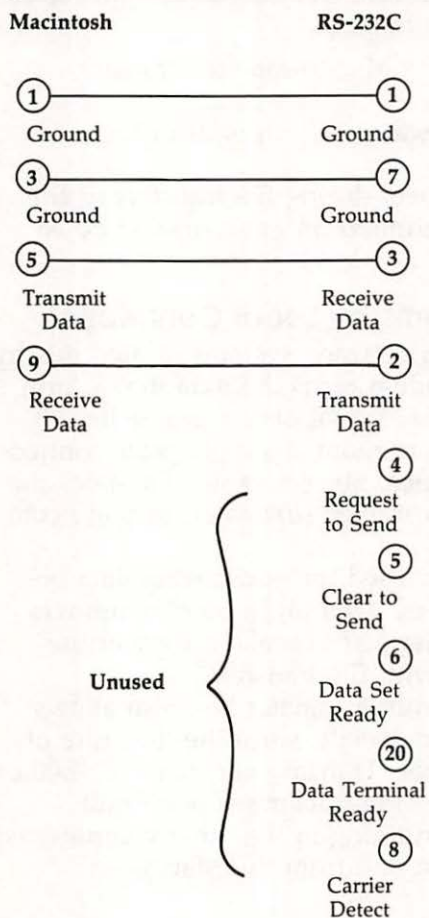 Macintosh RS-232C
1 1
Ground Ground
3 7
Ground Ground
5 3
Transmit Receive
Data Data
9 2
Receive Transmit
Data Data
4
Request
to Send
5
Clear to
Send
6
Unused
Data Set
Ready
20
Data Terminal
Ready
8
Carrier
Detect